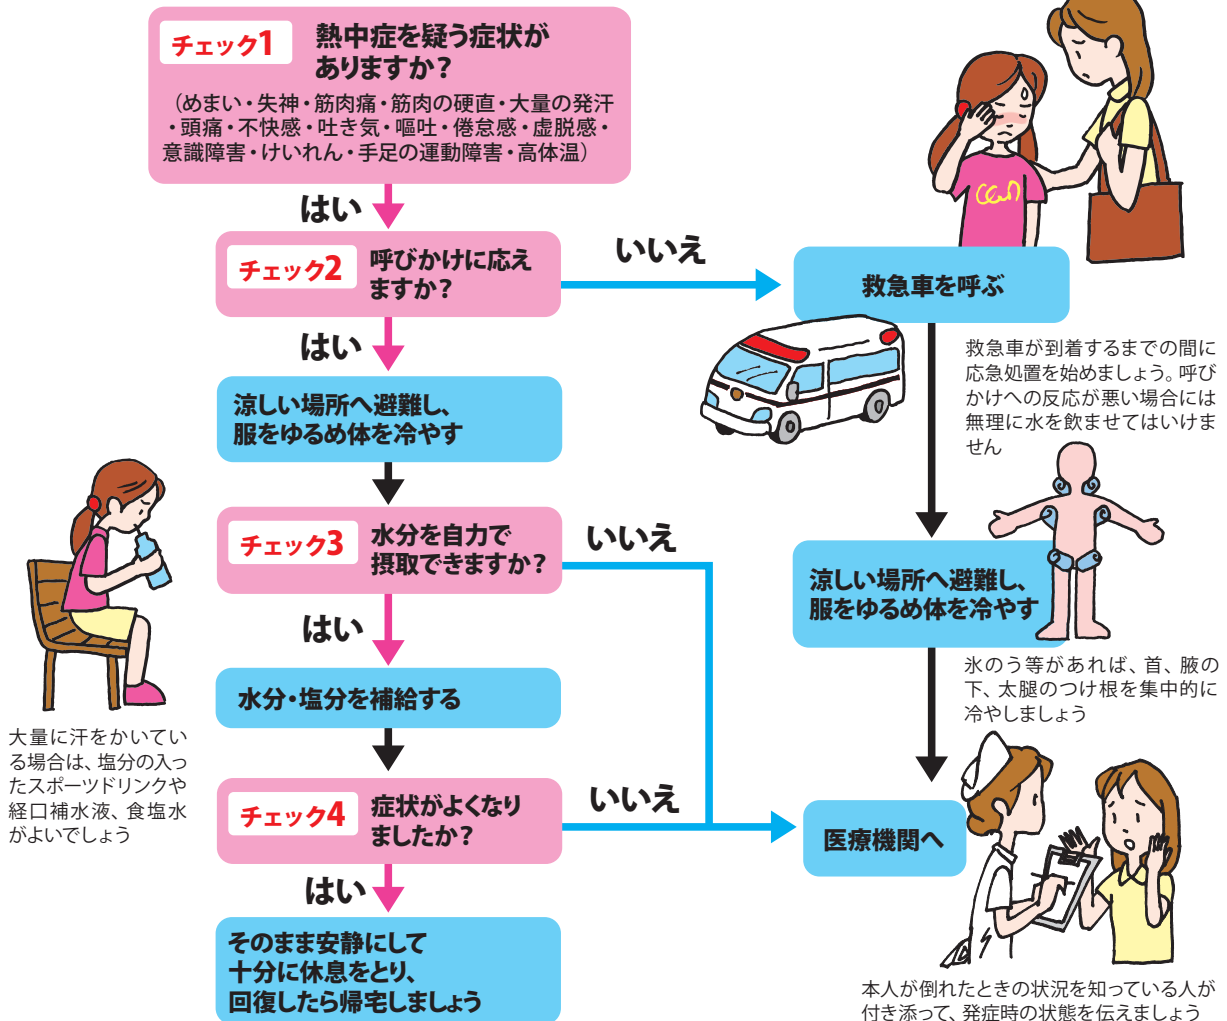 チェック1
熱中症を疑う症状が
ありますか？
（めまい・失神・筋肉痛・筋肉の硬直・大量の発汗
・頭痛・不快感・吐き気・嘔吐・倦怠感・虚脱感・
意識障害・けいれん・手足の運動障害・高体温）
はい
チェック2
呼びかけに応え
ますか？
いいえ
救急車を呼ぶ
救急車が到着するまでの間に
応急処置を始めましょう。呼び
かけへの反応が悪い場合には
無理に水を飲ませてはいけま
せん
はい
涼しい場所へ避難し、
服をゆるめ体を冷やす
チェック3
水分を自力で
摂取できますか？
いいえ
涼しい場所へ避難し、
服をゆるめ体を冷やす
氷のう等があれば、首、腋の
下、太腿のつけ根を集中的に
冷やしましょう
はい
水分・塩分を補給する
大量に汗をかいてい
る場合は、塩分の入っ
たスポーツドリンクや
経口補水液、食塩水
がよいでしょう
チェック4
症状がよくなり
ましたか？
いいえ
医療機関へ
はい
そのまま安静にして
十分に休息をとり、
回復したら帰宅しましょう
本人が倒れたときの状況を知っている人が
付き添って、発症時の状態を伝えましょう